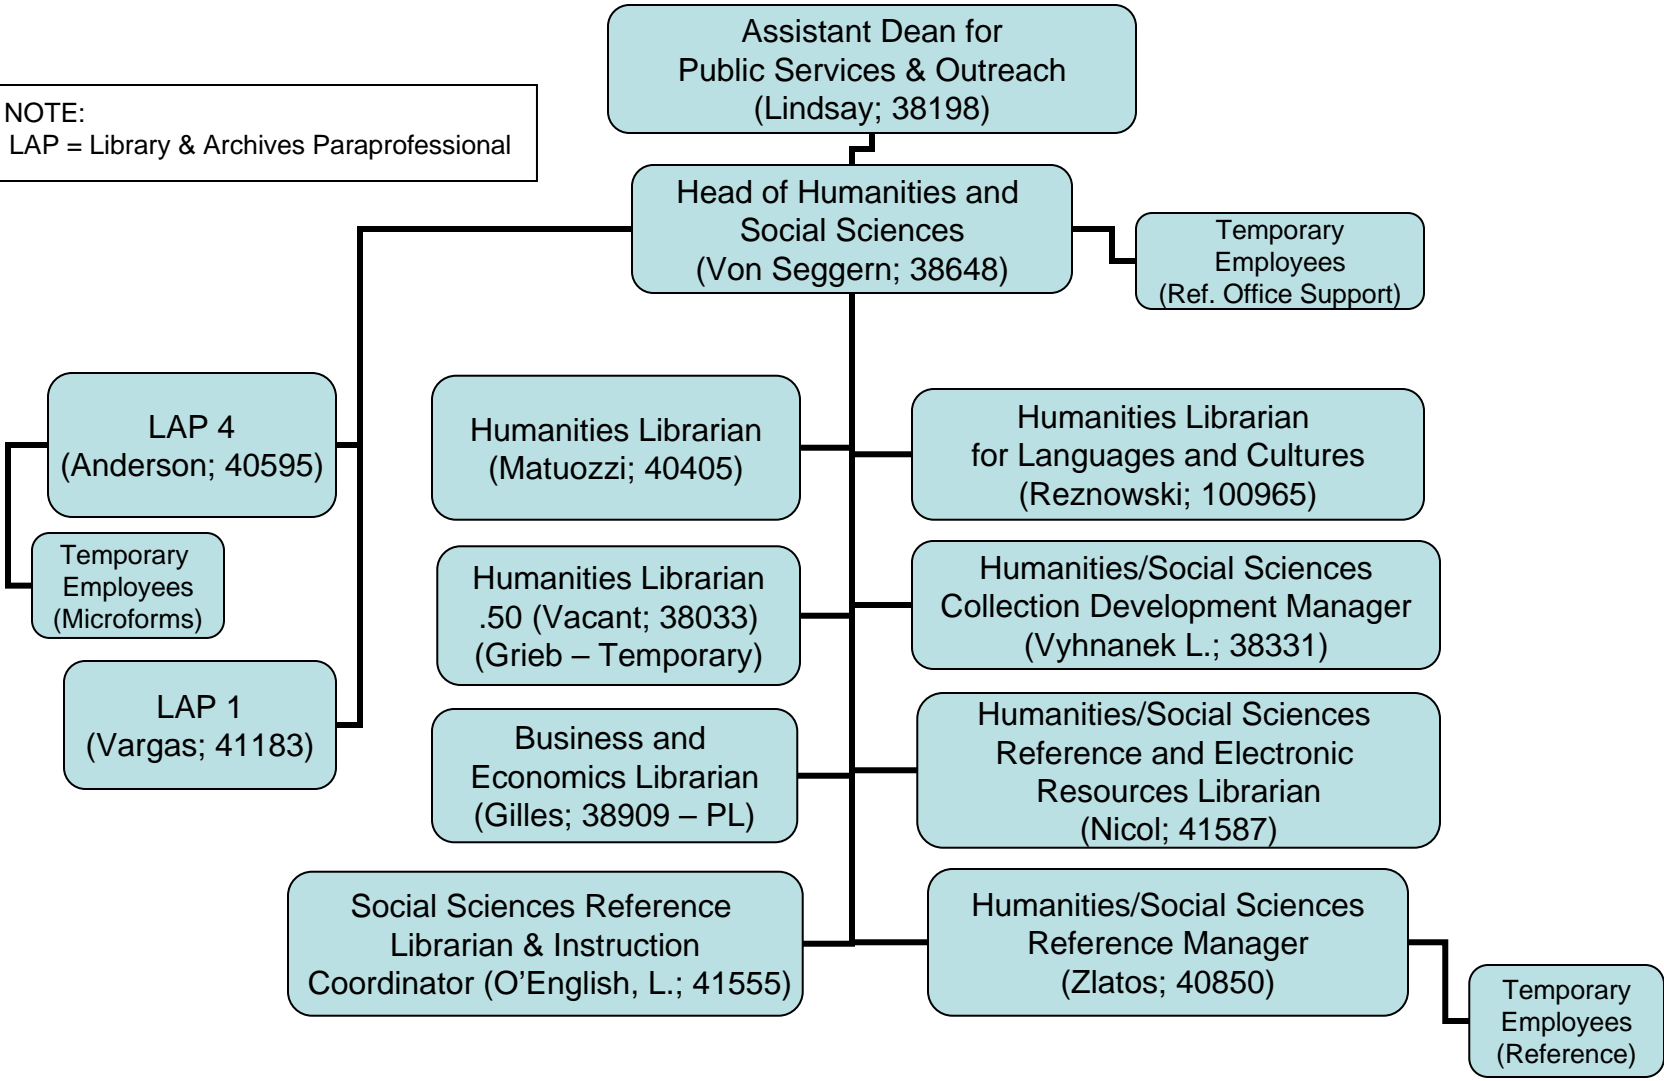 Assistant Dean for
Public Services & Outreach
(Lindsay; 38198)
NOTE:
LAP = Library & Archives Paraprofessional
Head of Humanities and
Social Sciences
(Von Seggern; 38648)
Temporary
Employees
(Ref. Office Support)
LAP 4
(Anderson; 40595)
Temporary
Employees
(Microforms)
LAP 1
(Vargas; 41183)
Humanities Librarian
(Matuozzi; 40405)
Humanities Librarian
for Languages and Cultures
(Reznowski; 100965)
Humanities Librarian
.50 (Vacant; 38033)
(Grieb – Temporary)
Humanities/Social Sciences
Collection Development Manager
(Vyhnanek L.; 38331)
Business and
Economics Librarian
(Gilles; 38909 – PL)
Humanities/Social Sciences
Reference and Electronic
Resources Librarian
(Nicol; 41587)
Social Sciences Reference
Librarian & Instruction
Coordinator (O’English, L.; 41555)
Humanities/Social Sciences
Reference Manager
(Zlatos; 40850)
Temporary
Employees
(Reference)